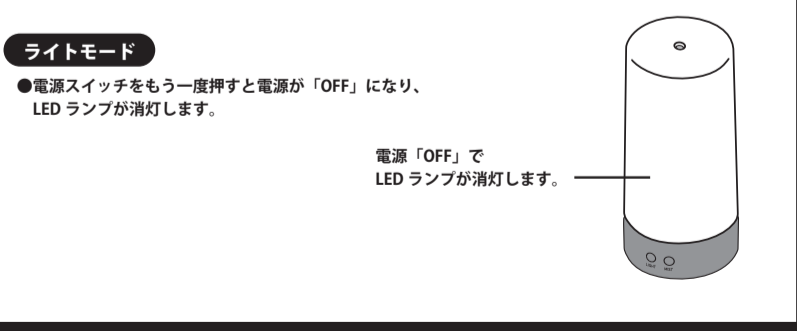 ライトモード
●電源スイッチをもう一度押すと電源が「OFF」になり、
LED ランプが消灯します。
電源「OFF」で
LED ランプが消灯します。
LIGHT MIST